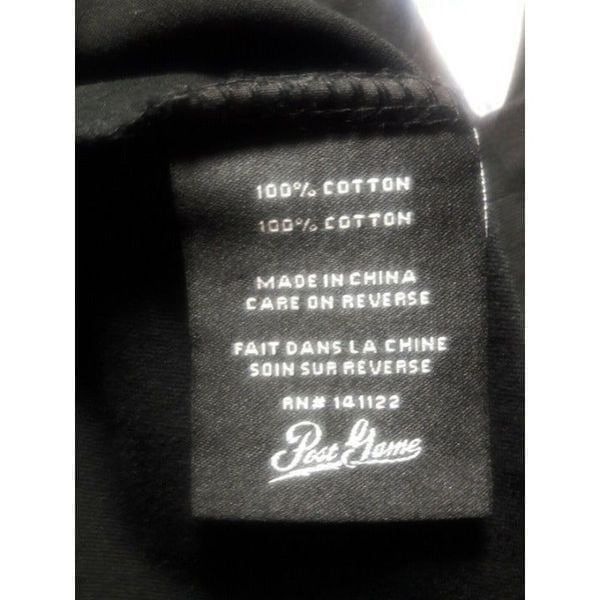 100% COTTON
100% COTTON
MADE IN CHINA
CARE ON REVERSE
FAIT DANS LA CHINE
SOIN SUR REVERSE
RN# 141122
Post Game